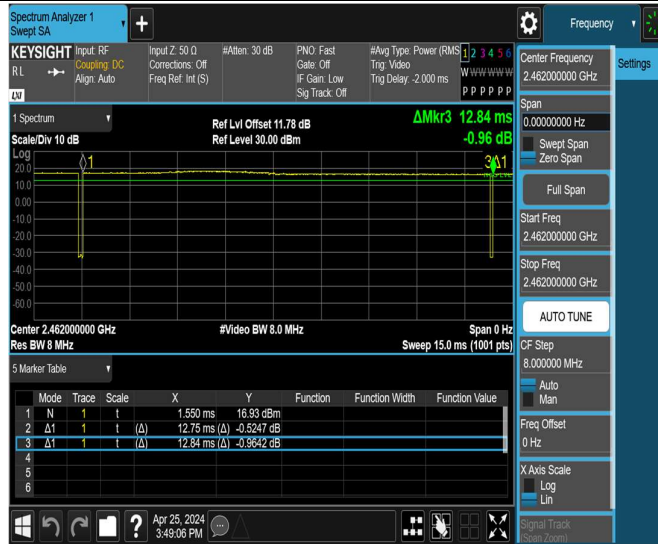 Spectrum Analyzer 1
Swept SA
+
Frequency
KEYSIGHT
RL
LXI
Input: RF
Coupling: DC
Align: Auto
Input Z: 50 Ω
Corrections: Off
Freq Ref: Int (S)
#Atten: 30 dB
PNO: Fast
Gate: Off
IF Gain: Low
Sig Track: Off
#Avg Type: Power (RMS
Trig: Video
Trig Delay: -2.000 ms
1 2 3 4 5 6
W W W W W W
P P P P P P
1 Spectrum
Scale/Div 10 dB
Ref Lvl Offset 11.78 dB
Ref Level 30.00 dBm
ΔMkr3 12.84 ms
-0.96 dB
Log
20.0
10.0
0.00
-10.0
-20.0
-30.0
-40.0
-50.0
-60.0
1
3Δ1
Center 2.462000000 GHz
#Video BW 8.0 MHz
Span 0 Hz
Res BW 8 MHz
Sweep 15.0 ms (1001 pts)
5 Marker Table
Mode Trace Scale X Y Function Function Width Function Value
1 N 1 t 1.550 ms 16.93 dBm
2 Δ1 1 t (Δ) 12.75 ms (Δ) -0.5247 dB
3 Δ1 1 t (Δ) 12.84 ms (Δ) -0.9642 dB
4
5
6
Apr 25, 2024
3:49:06 PM
?
Center Frequency
2.462000000 GHz
Settings
Span
0.00000000 Hz
Swept Span
Zero Span
Full Span
Start Freq
2.462000000 GHz
Stop Freq
2.462000000 GHz
AUTO TUNE
CF Step
8.000000 MHz
Auto
Man
Freq Offset
0 Hz
X Axis Scale
Log
Lin
Signal Track
(Span Zoom)